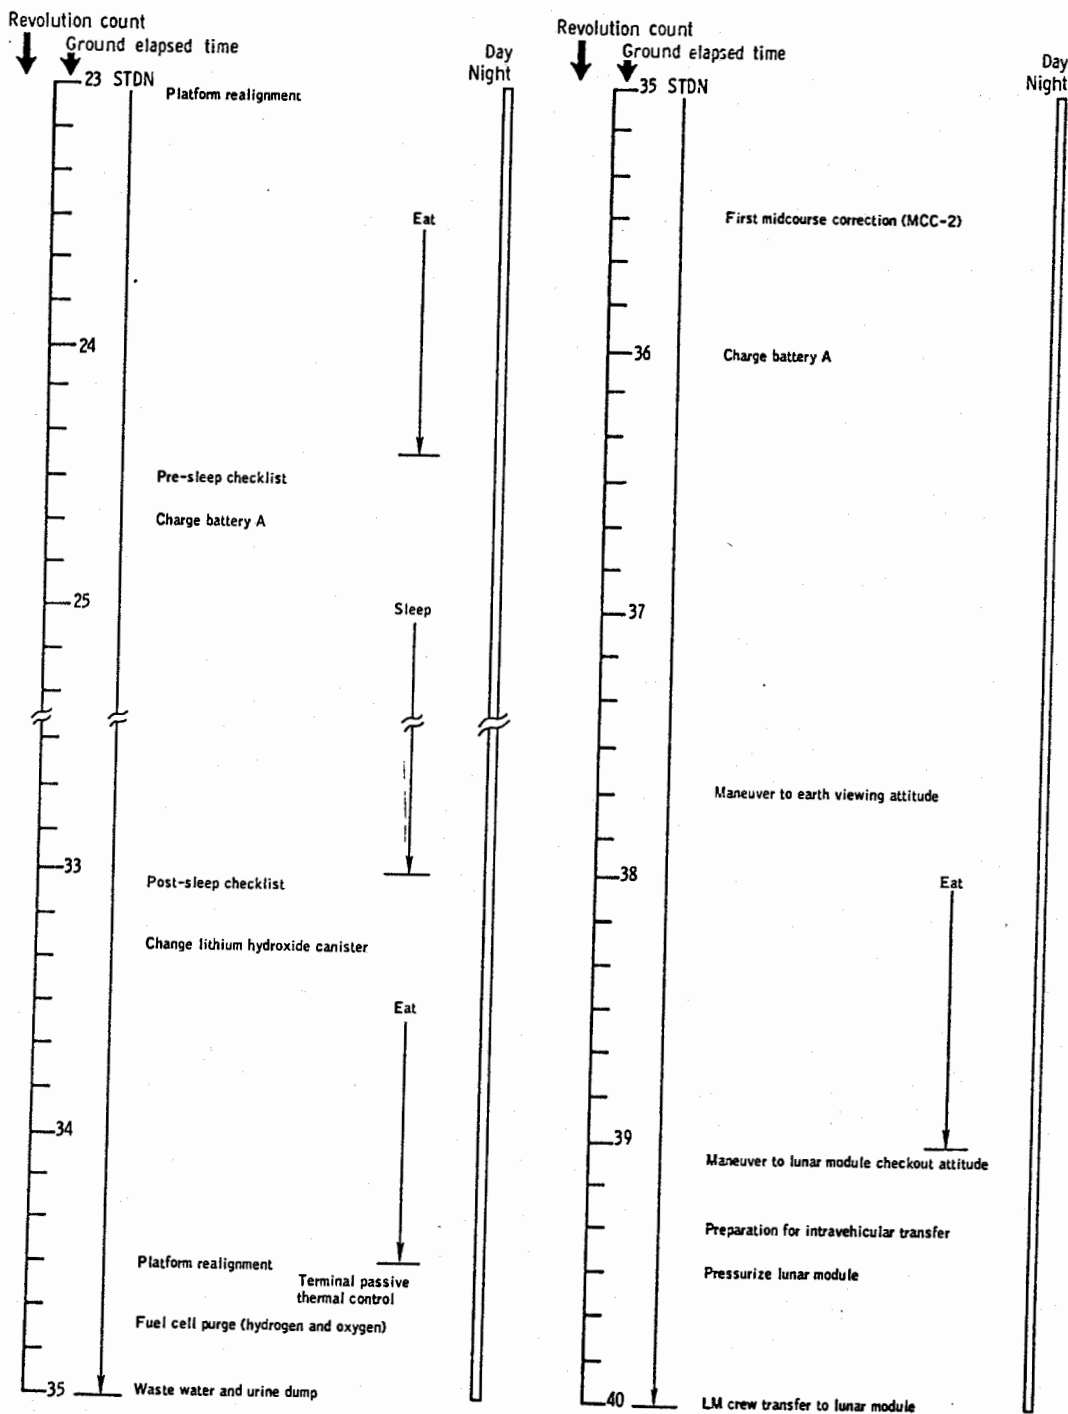 Revolution count
Ground elapsed time
Day
Night
23 STDN
Platform realignment
Eat
24
Pre-sleep checklist
Charge battery A
25
Sleep
33
Post-sleep checklist
Change lithium hydroxide canister
Eat
34
Platform realignment
Terminal passive
thermal control
Fuel cell purge (hydrogen and oxygen)
35
Waste water and urine dump
Revolution count
Ground elapsed time
Day
Night
35 STDN
First midcourse correction (MCC-2)
36
Charge battery A
37
Maneuver to earth viewing attitude
38
Eat
39
Maneuver to lunar module checkout attitude
Preparation for intravehicular transfer
Pressurize lunar module
40
LM crew transfer to lunar module